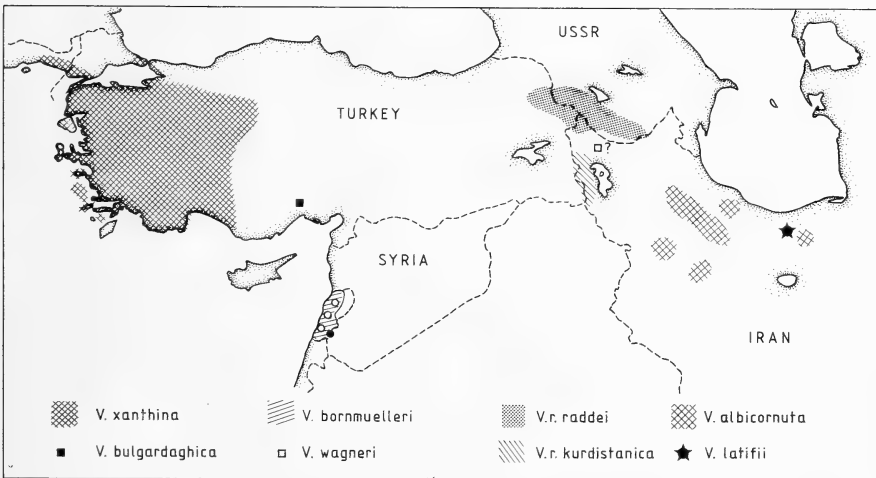 USSR
TURKEY
?
SYRIA
IRAN
V. xanthina
V. bornmuelleri
V.r. raddei
V. albicornuta
V. bulgardaghica
V. wagneri
V.r. kurdistanica
V. latifii